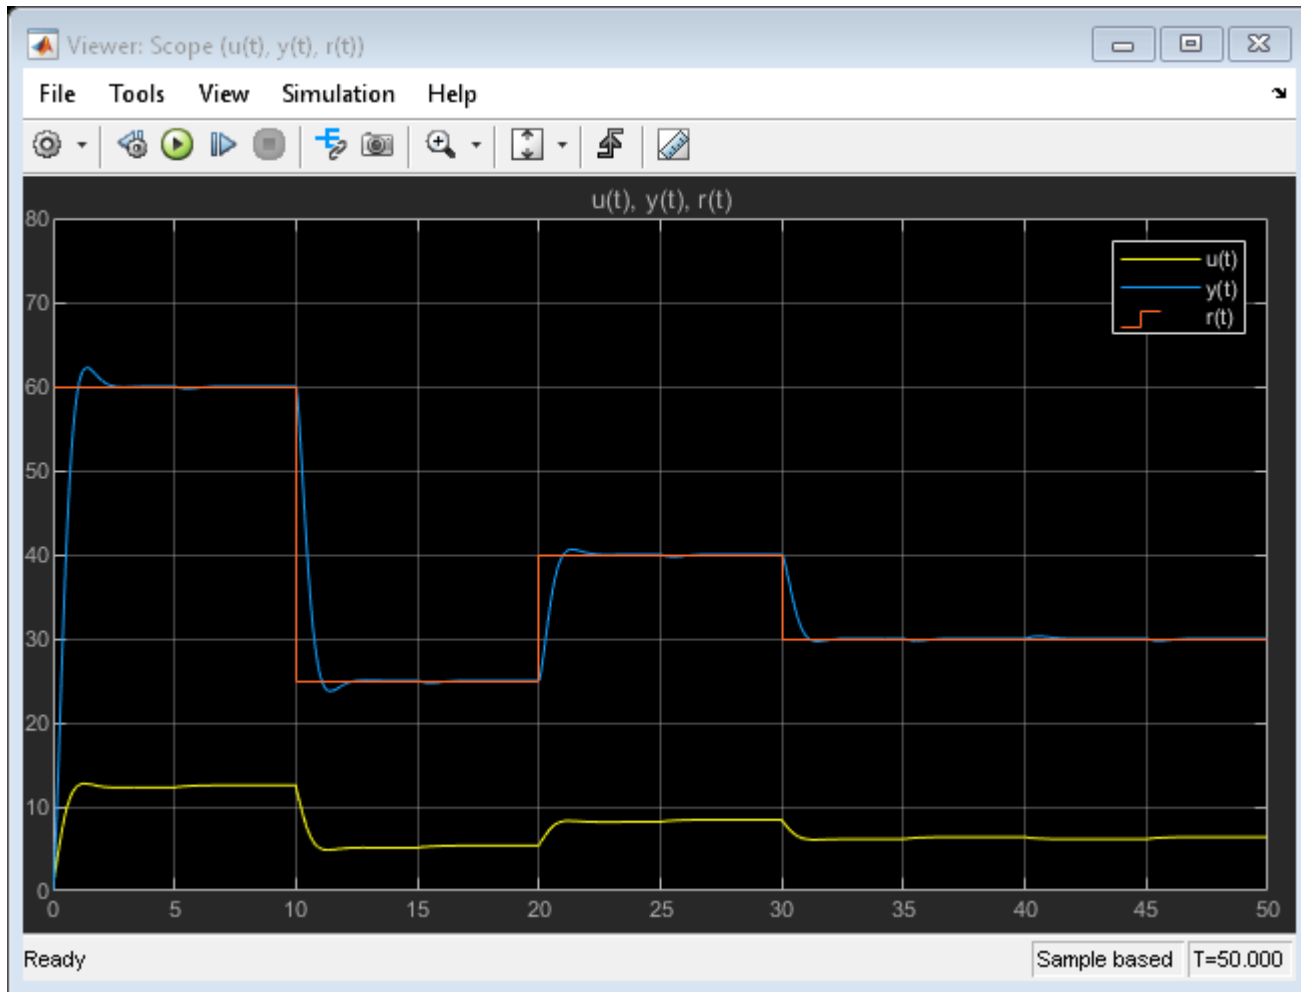 Viewer: Scope (u(t), y(t), r(t))
File Tools View Simulation Help
u(t), y(t), r(t)
80
70
60
50
40
30
20
10
0
u(t)
y(t)
r(t)
0 5 10 15 20 25 30 35 40 45 50
Ready Sample based T=50.000